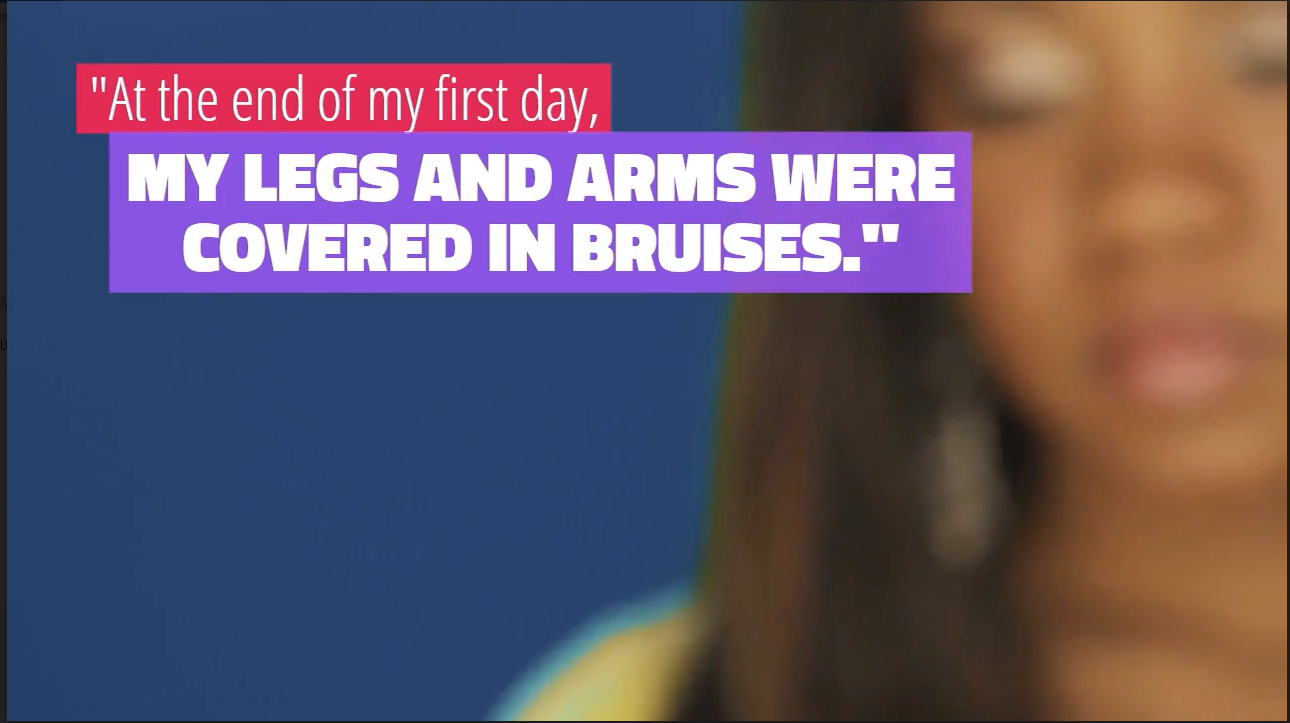 "At the end of my first day,
MY LEGS AND ARMS WERE
COVERED IN BRUISES."